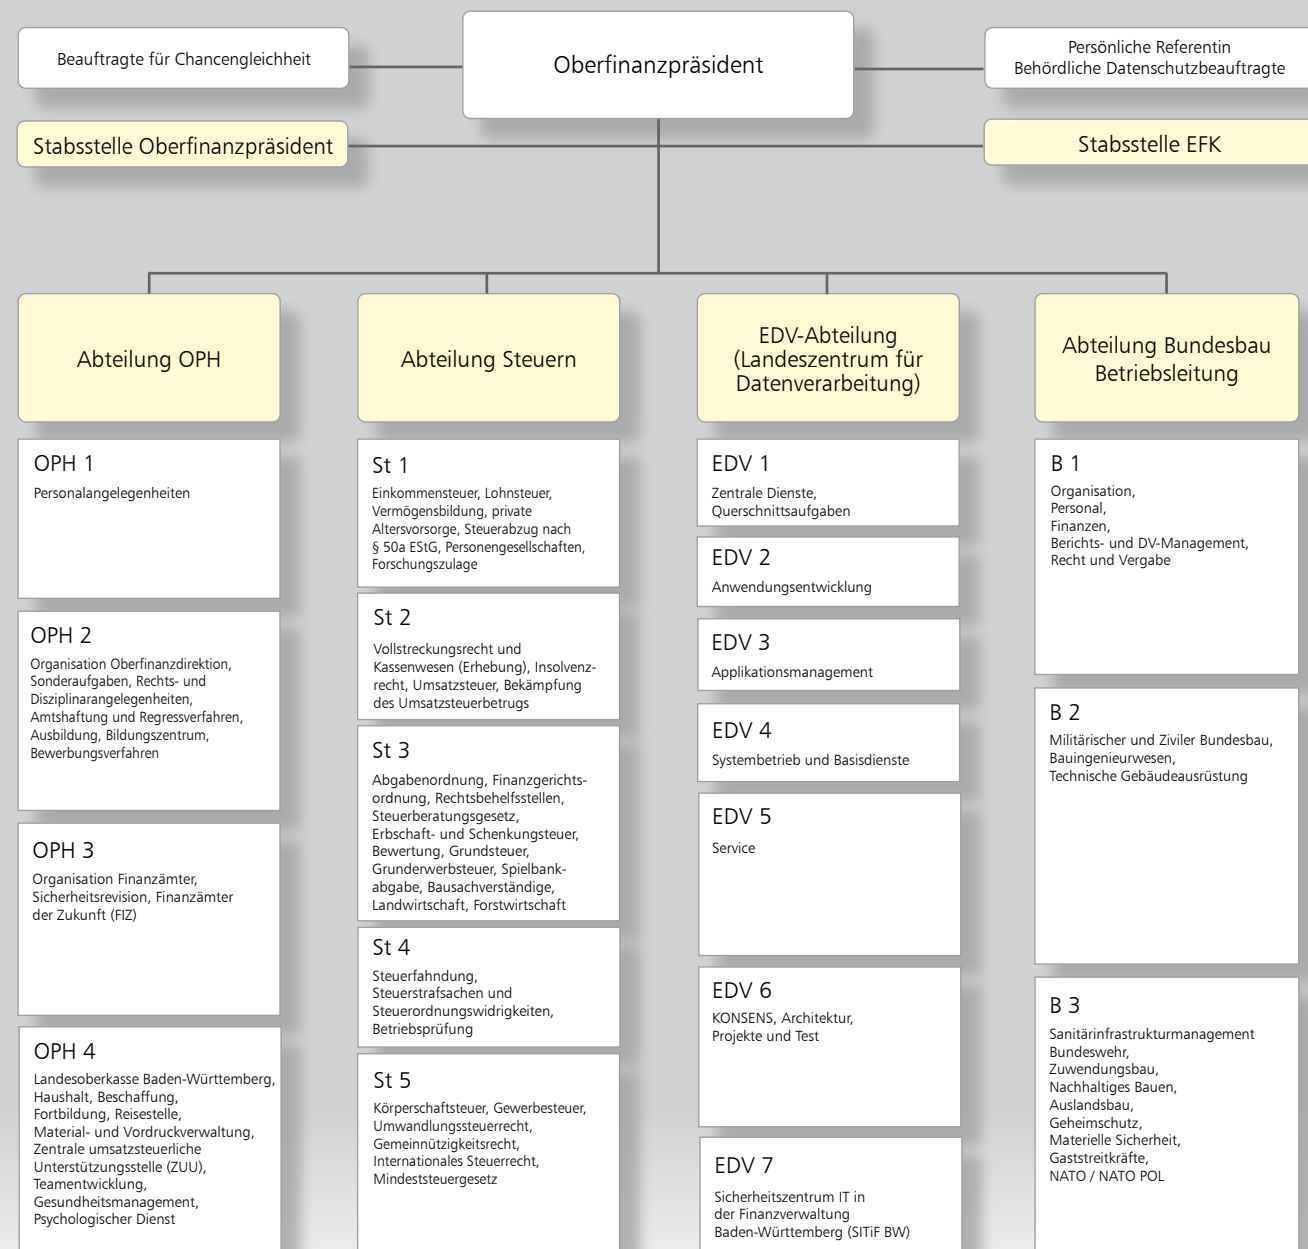 Beauftragte für Chancengleichheit
Oberfinanzpräsident
Persönliche Referentin
Behördliche Datenschutzbeauftragte
Stabsstelle Oberfinanzpräsident
Stabsstelle EFK
Abteilung OPH
OPH 1
Personalangelegenheiten
OPH 2
Organisation Oberfinanzdirektion,
Sonderaufgaben, Rechts- und
Disziplinarangelegenheiten,
Amtshaftung und Regressverfahren,
Ausbildung, Bildungszentrum,
Bewerbungsverfahren
OPH 3
Organisation Finanzämter,
Sicherheitsrevision, Finanzämter
der Zukunft (FIZ)
OPH 4
Landesoberkasse Baden-Württemberg,
Haushalt, Beschaffung,
Fortbildung, Reisestelle,
Material- und Vordruckverwaltung,
Zentrale umsatzsteuerliche
Unterstützungsstelle (ZUU),
Teamentwicklung,
Gesundheitsmanagement,
Psychologischer Dienst
Abteilung Steuern
St 1
Einkommensteuer, Lohnsteuer,
Vermögensbildung, private
Altersvorsorge, Steuerabzug nach
§ 50a EStG, Personengesellschaften,
Forschungszulage
St 2
Vollstreckungsrecht und
Kassenwesen (Erhebung), Insolvenz-
recht, Umsatzsteuer, Bekämpfung
des Umsatzsteuerbetrugs
St 3
Abgabenordnung, Finanzgerichts-
ordnung, Rechtsbehelfsstellen,
Steuerberatungsgesetz,
Erbschaft- und Schenkungsteuer,
Bewertung, Grundsteuer,
Grunderwerbsteuer, Spielbank-
abgabe, Bausachverständige,
Landwirtschaft, Forstwirtschaft
St 4
Steuerfahndung,
Steuerstrafsachen und
Steuerordnungswidrigkeiten,
Betriebsprüfung
St 5
Körperschaftsteuer, Gewerbesteuer,
Umwandlungssteuerrecht,
Gemeinnützigkeitsrecht,
Internationales Steuerrecht,
Mindeststeuergesetz
EDV-Abteilung
(Landeszentrum für
Datenverarbeitung)
EDV 1
Zentrale Dienste,
Querschnittsaufgaben
EDV 2
Anwendungsentwicklung
EDV 3
Applikationsmanagement
EDV 4
Systembetrieb und Basisdienste
EDV 5
Service
EDV 6
KONSENS, Architektur,
Projekte und Test
EDV 7
Sicherheitszentrum IT in
der Finanzverwaltung
Baden-Württemberg (SITiF BW)
Abteilung Bundesbau
Betriebsleitung
B 1
Organisation,
Personal,
Finanzen,
Berichts- und DV-Management,
Recht und Vergabe
B 2
Militärischer und Ziviler Bundesbau,
Bauingenieurwesen,
Technische Gebäudeausrüstung
B 3
Sanitärinfrastrukturmanagement
Bundeswehr,
Zuwendungsbau,
Nachhaltiges Bauen,
Auslandsbau,
Geheimschutz,
Materielle Sicherheit,
Gaststreitkräfte,
NATO / NATO POL